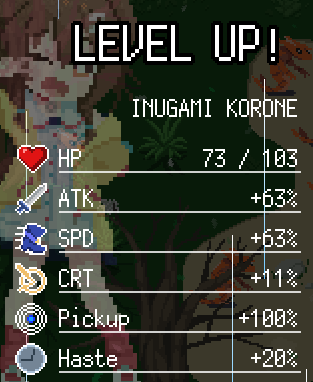 LEVEL UP!
INUGAMI KORONE
HP 73 / 103
ATK +63%
SPD +63%
CRT +11%
Pickup +100%
Haste +20%